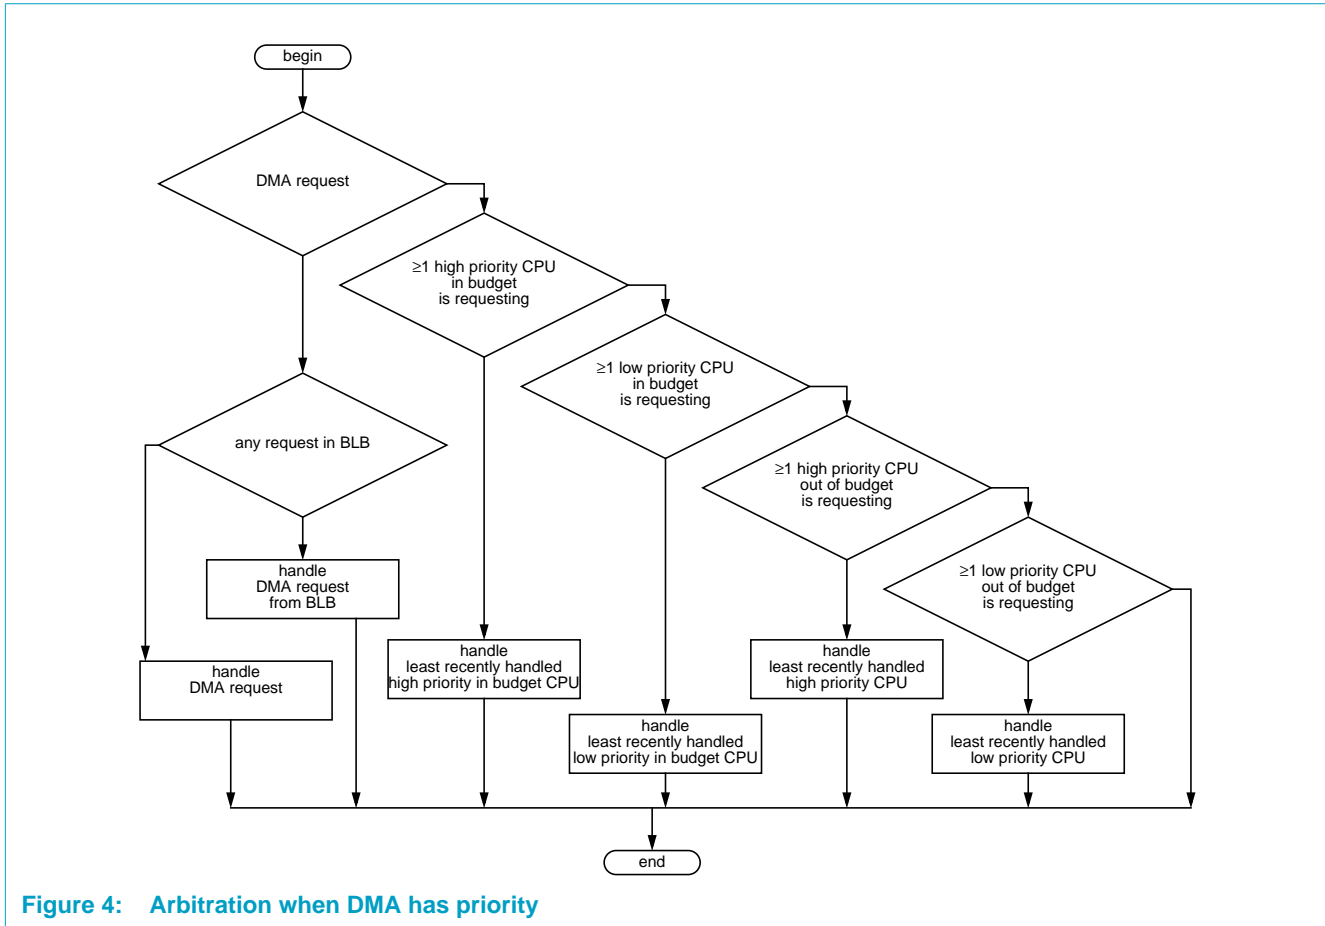 begin
DMA request
≥1 high priority CPU
in budget
is requesting
≥1 low priority CPU
in budget
is requesting
any request in BLB
≥1 high priority CPU
out of budget
is requesting
≥1 low priority CPU
out of budget
is requesting
handle
DMA request
from BLB
handle
DMA request
handle
least recently handled
high priority in budget CPU
handle
least recently handled
high priority CPU
handle
least recently handled
low priority in budget CPU
handle
least recently handled
low priority CPU
end
Figure 4: Arbitration when DMA has priority